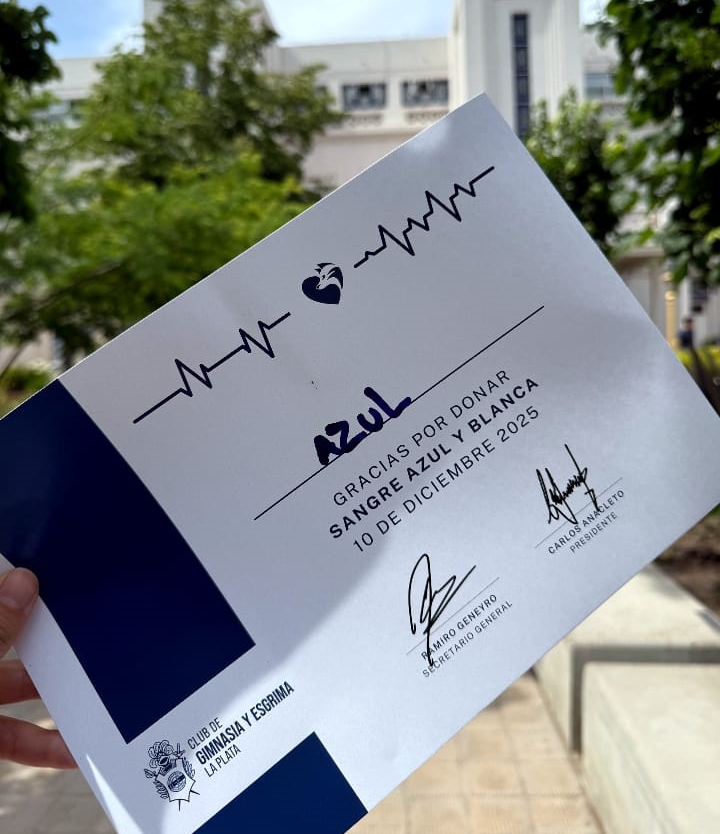 AZUL
GRACIAS POR DONAR
SANGRE AZUL Y BLANCA
10 DE DICIEMBRE 2025
CARLOS ANACLETO
PRESIDENTE
RAMIRO GENEYRO
SECRETARIO GENERAL
CLUB DE
GIMNASIA Y ESGRIMA
LA PLATA